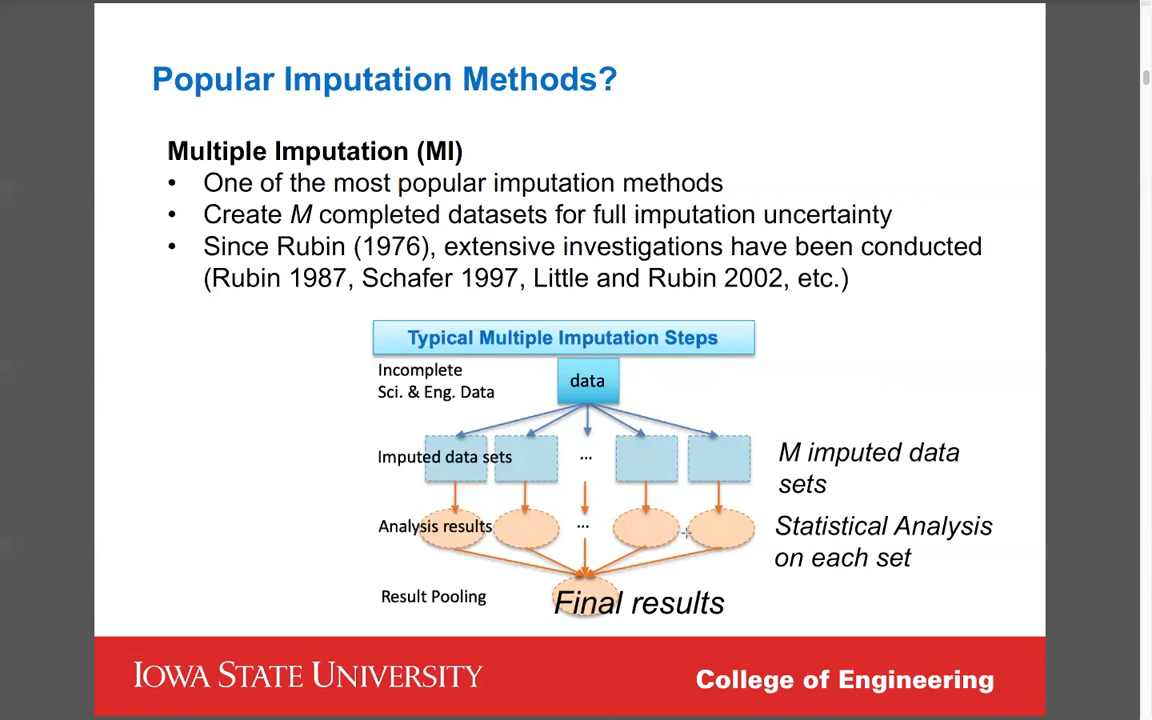 Popular Imputation Methods?
Multiple Imputation (MI)
• One of the most popular imputation methods
• Create M completed datasets for full imputation uncertainty
• Since Rubin (1976), extensive investigations have been conducted
(Rubin 1987, Schafer 1997, Little and Rubin 2002, etc.)
Typical Multiple Imputation Steps
Incomplete
Sci. & Eng. Data
data
Imputed data sets
...
M imputed data
sets
Analysis results
...
Statistical Analysis
on each set
Result Pooling
Final results
IOWA STATE UNIVERSITY
College of Engineering